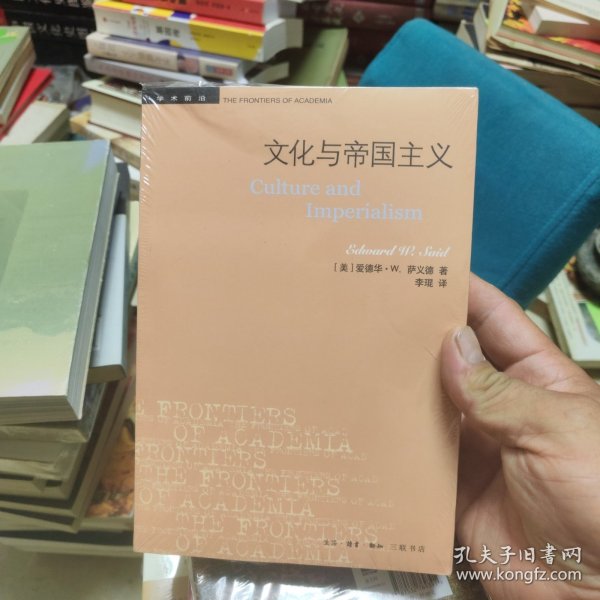 学术前沿 THE FRONTIERS OF ACADEMIA
文化与帝国主义
Culture and
Imperialism
Edward W. Said
[美]爱德华·W. 萨义德 著
李琨 译
THE FRONTIERS
OF ACADEMIA
FRONTIERS
THE FRONTIERS
OF ACADEMIA
THE FRONTIERS
OF ACADEMIA
生活·读书·新知 三联书店
孔夫子旧书网
www.kongfz.com